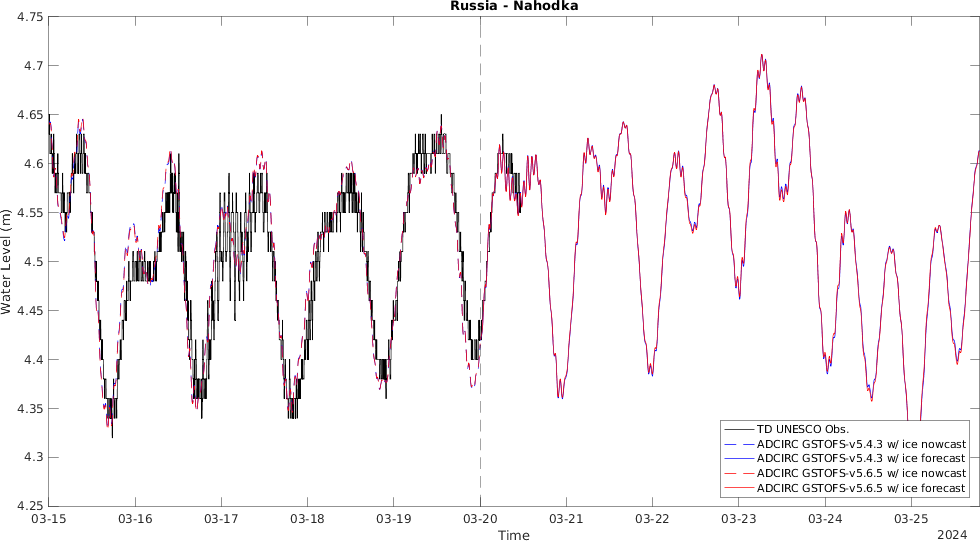 Russia - Nahodka
4.75
4.7
4.65
4.6
4.55
4.5
4.45
4.4
4.35
4.3
4.25
Water Level (m)
03-15 03-16 03-17 03-18 03-19 03-20 03-21 03-22 03-23 03-24 03-25
Time
2024
TD UNESCO Obs.
ADCIRC GSTOFS-v5.4.3 w/ ice nowcast
ADCIRC GSTOFS-v5.4.3 w/ ice forecast
ADCIRC GSTOFS-v5.6.5 w/ ice nowcast
ADCIRC GSTOFS-v5.6.5 w/ ice forecast